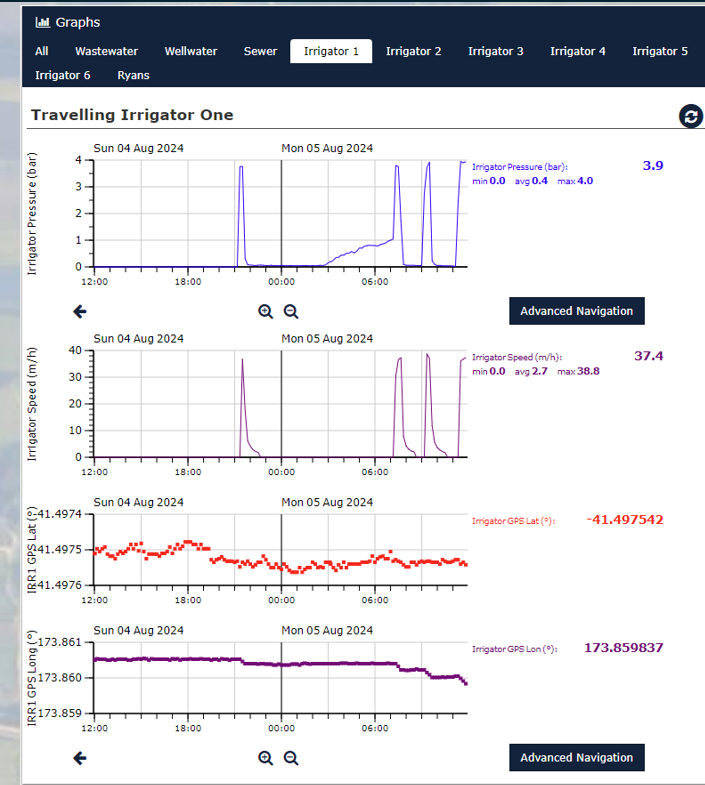 Graphs
All Wastewater Wellwater Sewer Irrigator 1 Irrigator 2 Irrigator 3 Irrigator 4 Irrigator 5
Irrigator 6 Ryans
Travelling Irrigator One
Sun 04 Aug 2024 Mon 05 Aug 2024
Irrigator Pressure (bar)
4
3
2
1
0
12:00 18:00 00:00 06:00
Irrigator Pressure (bar): 3.9
min 0.0 avg 0.4 max 4.0
Advanced Navigation
Sun 04 Aug 2024 Mon 05 Aug 2024
Irrigator Speed (m/h)
40
30
20
10
0
12:00 18:00 00:00 06:00
Irrigator Speed (m/h): 37.4
min 0.0 avg 2.7 max 38.8
Sun 04 Aug 2024 Mon 05 Aug 2024
IRR1 GPS Lat (°)
-41.4974
-41.4975
-41.4976
12:00 18:00 00:00 06:00
Irrigator GPS Lat (°): -41.497542
Sun 04 Aug 2024 Mon 05 Aug 2024
IRR1 GPS Long (°)
173.861
173.860
173.859
12:00 18:00 00:00 06:00
Irrigator GPS Lon (°): 173.859837
Advanced Navigation